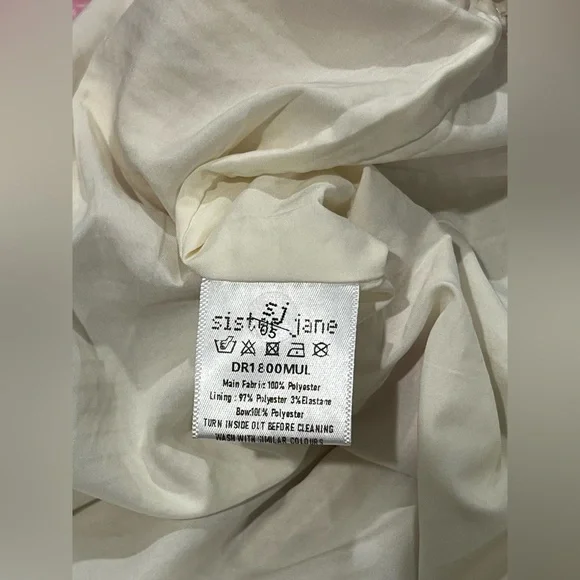 sj
sister jane
05
DR1800MUL
Main Fabric:100% Polyester
Lining : 97% Polyester 3%Elastane
Bow:100% Polyester
TURN INSIDE OUT BEFORE CLEANING
WASH WITH SIMILAR COLOURS